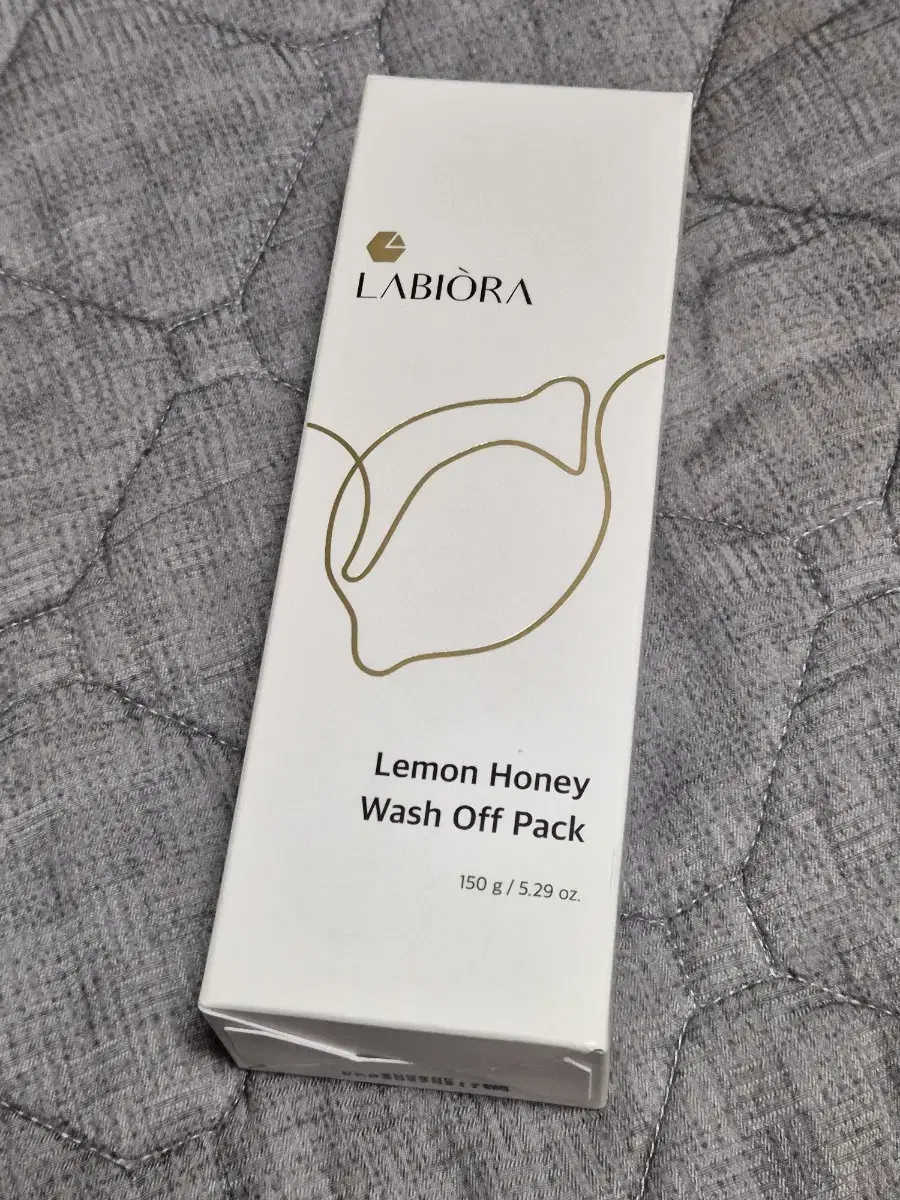 LABIÒRA
Lemon Honey
Wash Off Pack
150 g / 5.29 oz.